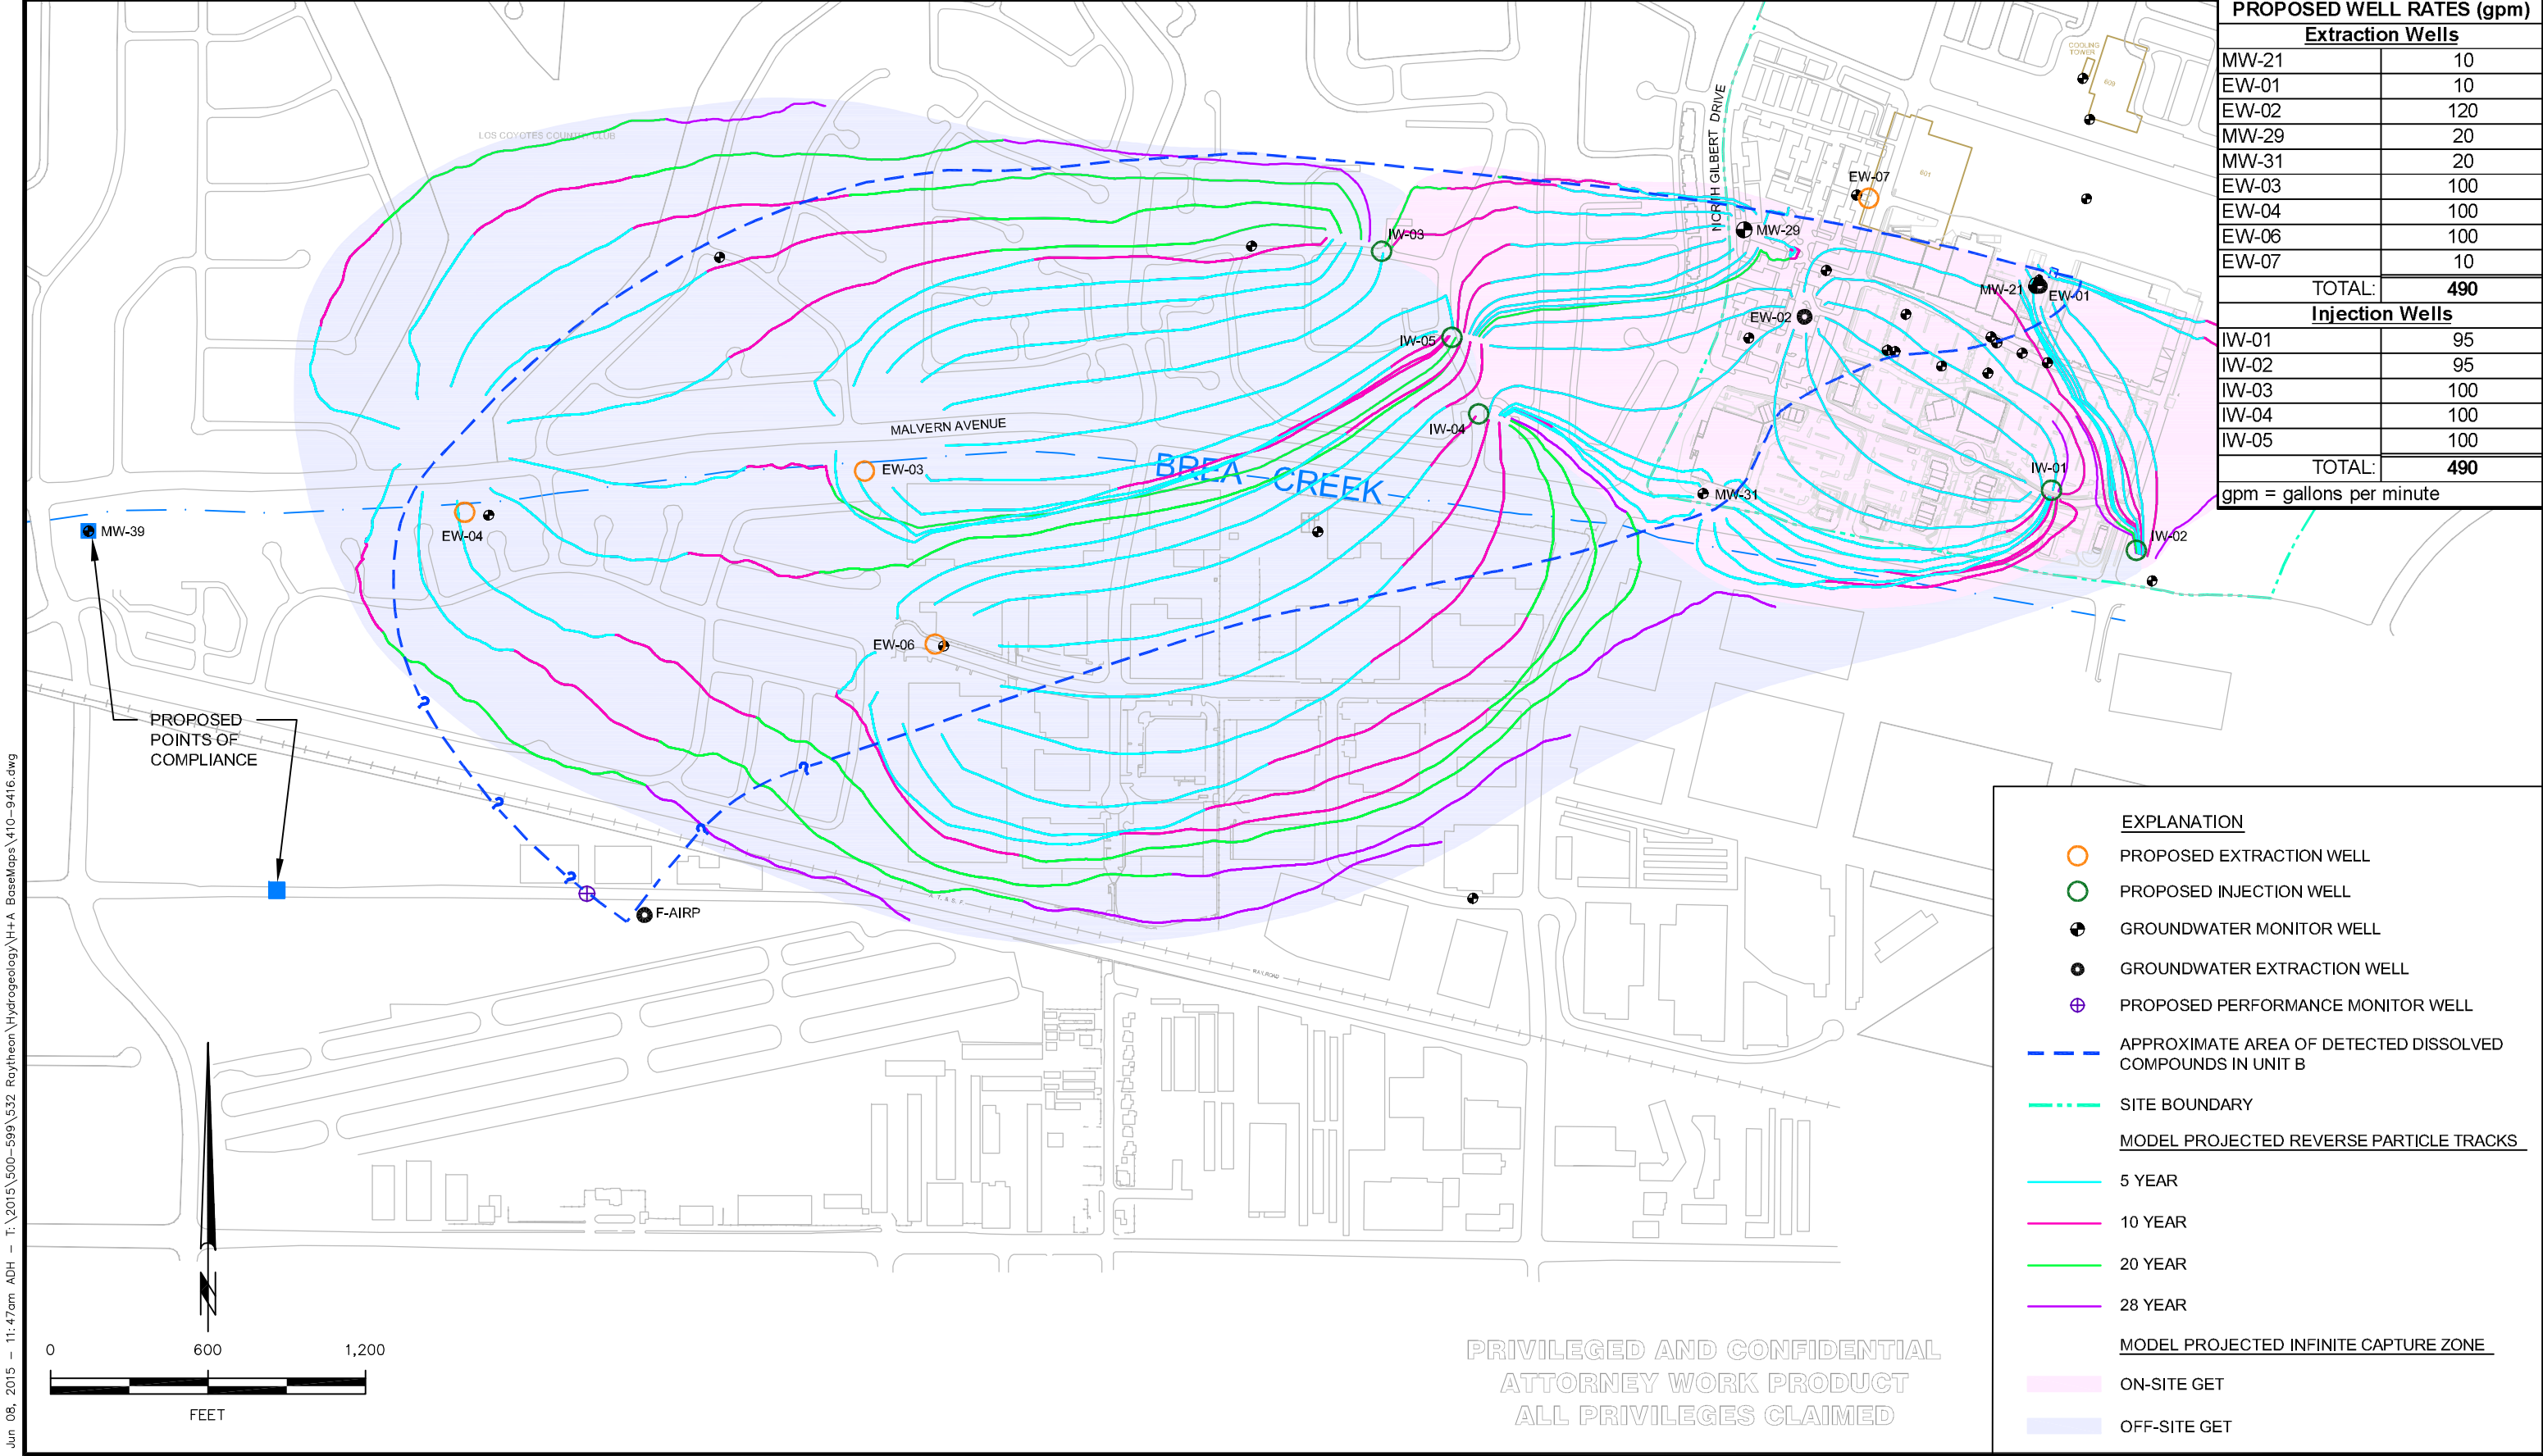 PROPOSED WELL RATES (gpm)
Extraction Wells
MW-21 10
EW-01 10
EW-02 120
MW-29 20
MW-31 20
EW-03 100
EW-04 100
EW-06 100
EW-07 10
TOTAL: 490
Injection Wells
IW-01 95
IW-02 95
IW-03 100
IW-04 100
IW-05 100
TOTAL: 490
gpm = gallons per minute
COOLING
TOWER
609
601
LOS COYOTES COUNTRY CLUB
NORTH GILBERT DRIVE
EW-07
MW-29
IW-03
MW-21
EW-01
EW-02
IW-05
MALVERN AVENUE
IW-04
BREA CREEK
EW-03
IW-01
MW-31
EW-04
MW-39
IW-02
EW-06
?
?
?
?
?
PROPOSED
POINTS OF
COMPLIANCE
F-AIRP
A. T. & S. F.
RAILROAD
EXPLANATION
PROPOSED EXTRACTION WELL
PROPOSED INJECTION WELL
GROUNDWATER MONITOR WELL
GROUNDWATER EXTRACTION WELL
PROPOSED PERFORMANCE MONITOR WELL
APPROXIMATE AREA OF DETECTED DISSOLVED
COMPOUNDS IN UNIT B
SITE BOUNDARY
MODEL PROJECTED REVERSE PARTICLE TRACKS
5 YEAR
10 YEAR
20 YEAR
28 YEAR
MODEL PROJECTED INFINITE CAPTURE ZONE
ON-SITE GET
OFF-SITE GET
N
0 600 1,200
FEET
PRIVILEGED AND CONFIDENTIAL
ATTORNEY WORK PRODUCT
ALL PRIVILEGES CLAIMED
Jun 08, 2015 - 11:47am ADH - T:\2015\500-599\532 Raytheon\Hydrogeology\H+A BaseMaps\410-9416.dwg